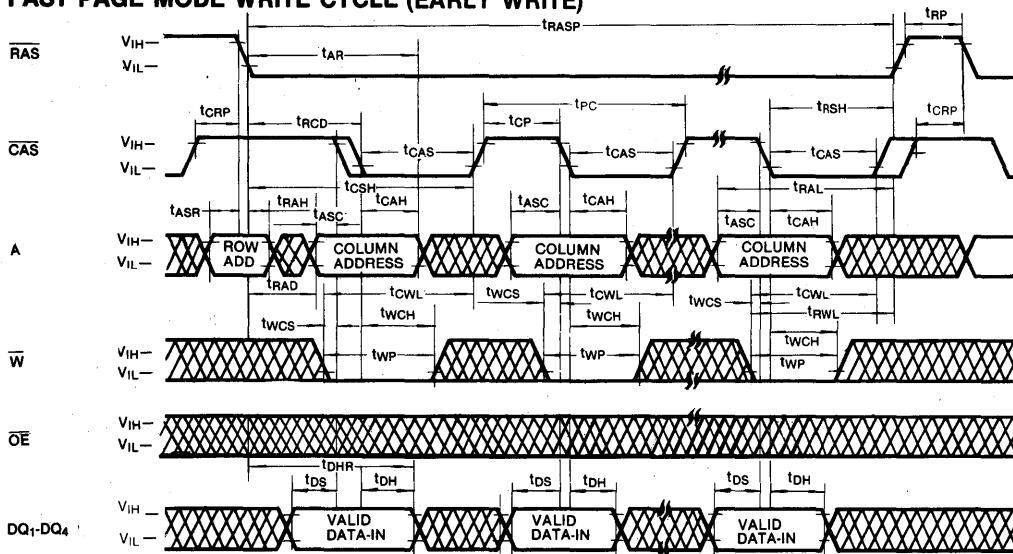 FAST PAGE MODE WRITE CYCLE (EARLY WRITE)
tRASP
tRP
RAS
VIH—
VIL—
tAR
tCRP
tRCD
tPC
tCP
tRSH
tCRP
CAS
VIH—
VIL—
tCAS
tCAS
tCAS
tCSH
tRAL
tASR
tRAH
tASC
tCAH
tASC
tCAH
tASC
tCAH
A
VIH—
VIL—
ROW ADD
COLUMN ADDRESS
COLUMN ADDRESS
COLUMN ADDRESS
tRAD
tCWL
tWCS
tCWL
tWCS
tCWL
tRWL
tWCS
tWCH
tWCH
tWCH
W
VIH—
VIL—
tWP
tWP
tWP
OE
VIH—
VIL—
tDHR
tDS
tDH
tDS
tDH
tDS
tDH
DQ1-DQ4
VIH—
VIL—
VALID DATA-IN
VALID DATA-IN
VALID DATA-IN